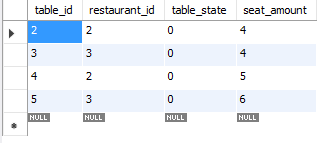 table_id restaurant_id table_state seat_amount
2 2 0 4
3 3 0 4
4 2 0 5
5 3 0 6
NULL NULL NULL NULL